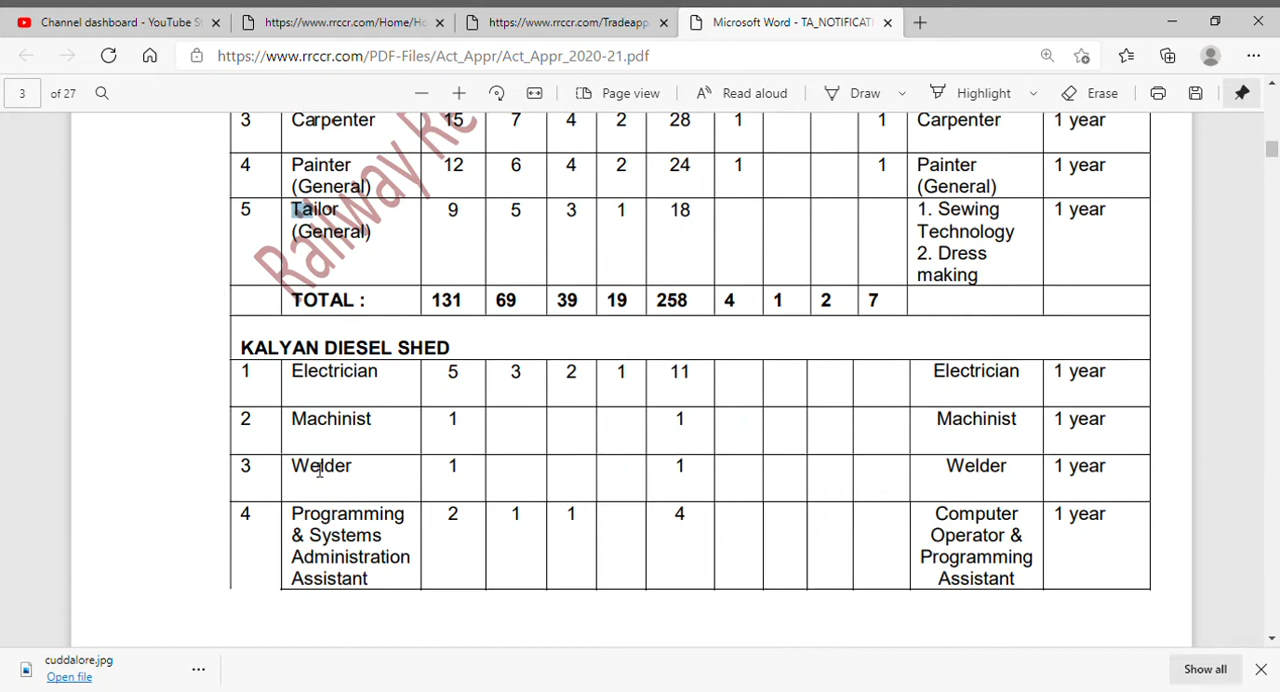 Channel dashboard - YouTube St
https://www.rrccr.com/Home/Ho
https://www.rrccr.com/Tradeapp
Microsoft Word - TA_NOTIFICATI
https://www.rrccr.com/PDF-Files/Act_Appr/Act_Appr_2020-21.pdf
3 of 27 Page view Read aloud Draw Highlight Erase
3 Carpenter 15 7 4 2 28 1 1 Carpenter 1 year
4 Painter 12 6 4 2 24 1 1 Painter 1 year
(General) (General)
5 Tailor 9 5 3 1 18 1. Sewing 1 year
(General) Technology
2. Dress
making
TOTAL : 131 69 39 19 258 4 1 2 7
Railway Re
KALYAN DIESEL SHED
1 Electrician 5 3 2 1 11 Electrician 1 year
2 Machinist 1 1 Machinist 1 year
3 Welder 1 1 Welder 1 year
4 Programming 2 1 1 4 Computer 1 year
& Systems Operator &
Administration Programming
Assistant Assistant
cuddalore.jpg
Open file
Show all